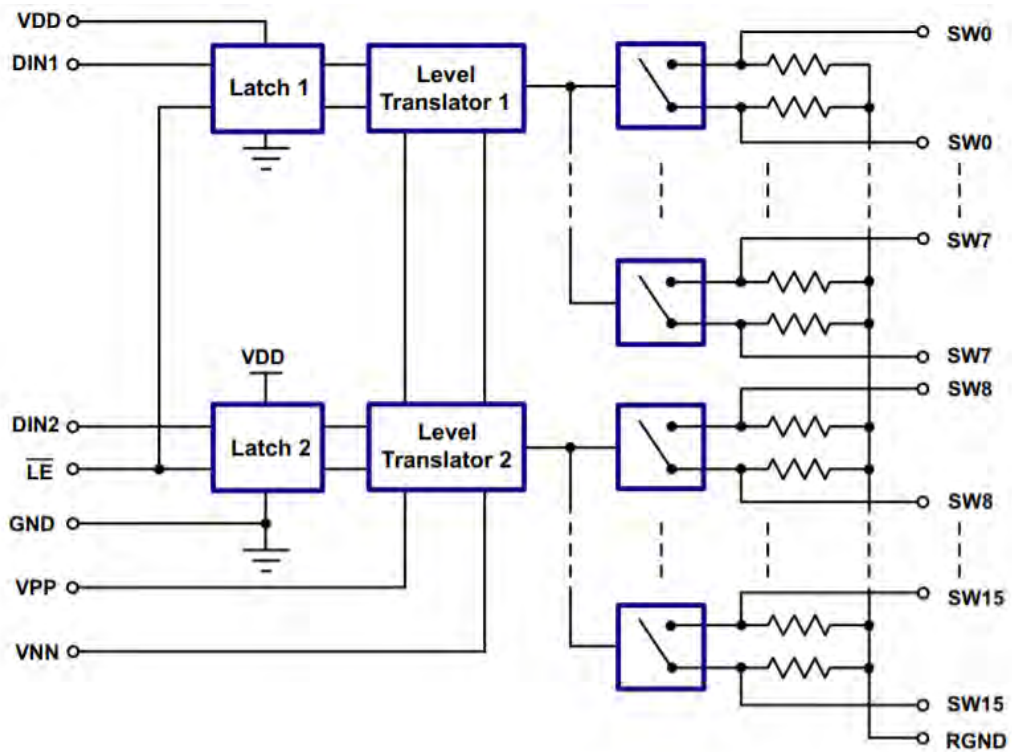 VDD
DIN1
Latch 1
Level
Translator 1
SW0
SW0
SW7
SW7
VDD
DIN2
LE
GND
VPP
VNN
Latch 2
Level
Translator 2
SW8
SW8
SW15
SW15
RGND